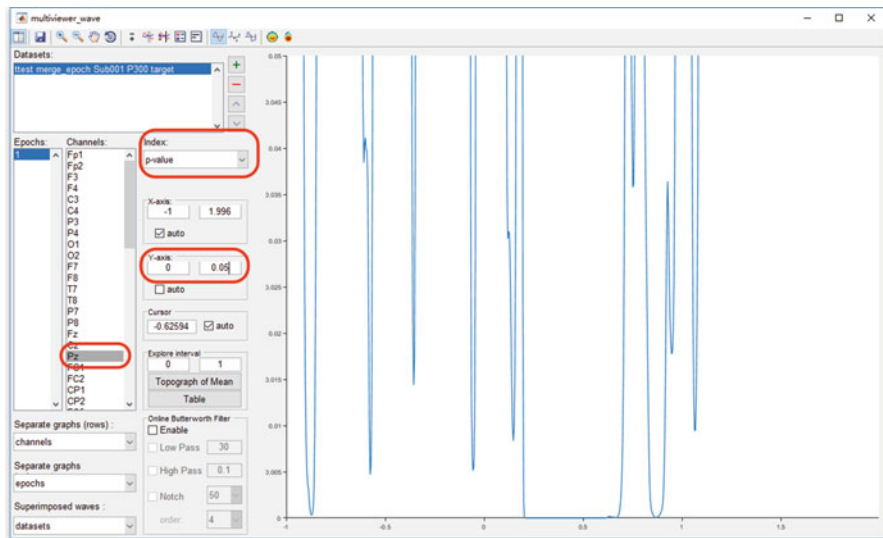 multiviewer_wave
Datasets:
ttest merge_epoch Sub001 P300 target
Epochs:
Channels:
Index:
1
Fp1
Fp2
F3
F4
C3
C4
P3
P4
O1
O2
F7
F8
T7
T8
P7
P8
Fz
Cz
Pz
FC1
FC2
CP1
CP2
p-value
X-axis:
-1 1.996
auto
Y-axis:
0 0.05
auto
Cursor
-0.62594 auto
Explore interval
0 1
Topograph of Mean
Table
Online Butterworth Filter
Enable
Low Pass 30
High Pass 0.1
Notch 50
order: 4
Separate graphs (rows) :
channels
Separate graphs
epochs
Superimposed waves :
datasets
0.05
0.045
0.04
0.035
0.03
0.025
0.02
0.015
0.01
0.005
0
-1 -0.5 0 0.5 1 1.5